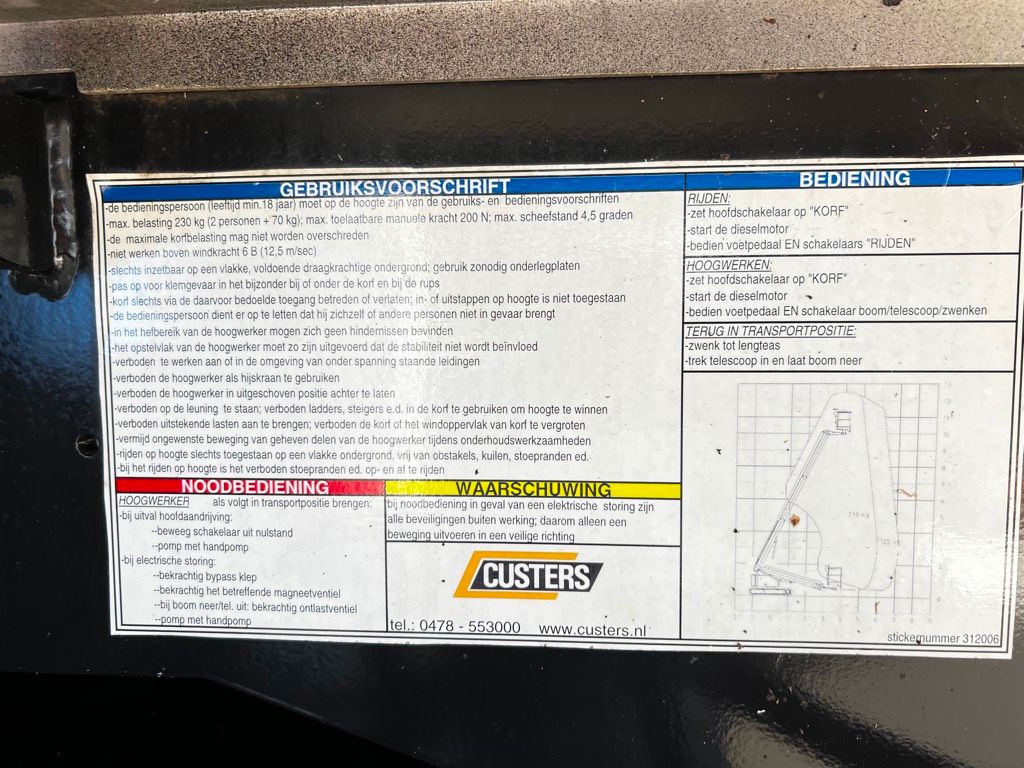 GEBRUIKSVOORSCHRIFT
-de bedieningspersoon (leeftijd min.18 jaar) moet op de hoogte zijn van de gebruiks- en bedieningsvoorschriften
-max. belasting 230 kg (2 personen + 70 kg); max. toelaatbare manuele kracht 200 N; max. scheefstand 4,5 graden
-de maximale korfbelasting mag niet worden overschreden
-niet werken boven windkracht 6 B (12,5 m/sec)
-slechts inzetbaar op een vlakke, voldoende draagkrachtige ondergrond; gebruik zonodig onderlegplaten
-pas op voor klemgevaar in het bijzonder bij of onder de korf en bij de rups
-korf slechts via de daarvoor bedoelde toegang betreden of verlaten; in- of uitstappen op hoogte is niet toegestaan
-de bedieningspersoon dient er op te letten dat hij zichzelf of andere personen niet in gevaar brengt
-in het hefbereik van de hoogwerker mogen zich geen hindernissen bevinden
-het opstelvlak van de hoogwerker moet zo zijn uitgevoerd dat de stabiliteit niet wordt beïnvloed
-verboden te werken aan of in de omgeving van onder spanning staande leidingen
-verboden de hoogwerker als hijskraan te gebruiken
-verboden de hoogwerker in uitgeschoven positie achter te laten
-verboden op de leuning te staan; verboden ladders, steigers e.d. in de korf te gebruiken om hoogte te winnen
-verboden uitstekende lasten aan te brengen; verboden de korf of het windoppervlak van korf te vergroten
-vermijd ongewenste beweging van geheven delen van de hoogwerker tijdens onderhoudswerkzaamheden
-rijden op hoogte slechts toegestaan op een vlakke ondergrond, vrij van obstakels, kuilen, stoepranden ed.
-bij het rijden op hoogte is het verboden stoepranden ed. op- en af te rijden
NOODBEDIENING
HOOGWERKER als volgt in transportpositie brengen:
-bij uitval hoofdaandrijving:
--beweeg schakelaar uit nulstand
--pomp met handpomp
-bij electrische storing:
--bekrachtig bypass klep
--bekrachtig het betreffende magneetventiel
--bij boom neer/tel. uit: bekrachtig ontlastventiel
--pomp met handpomp
WAARSCHUWING
bij noodbediening in geval van een elektrische storing zijn
alle beveiligingen buiten werking; daarom alleen een
beweging uitvoeren in een veilige richting
CUSTERS
tel.: 0478 - 553000 www.custers.nl
BEDIENING
RIJDEN:
-zet hoofdschakelaar op "KORF"
-start de dieselmotor
-bedien voetpedaal EN schakelaars "RIJDEN"
HOOGWERKEN:
-zet hoofdschakelaar op "KORF"
-start de dieselmotor
-bedien voetpedaal EN schakelaar boom/telescoop/zwenken
TERUG IN TRANSPORTPOSITIE:
-zwenk tot lengteas
-trek telescoop in en laat boom neer
stickernummer 312006